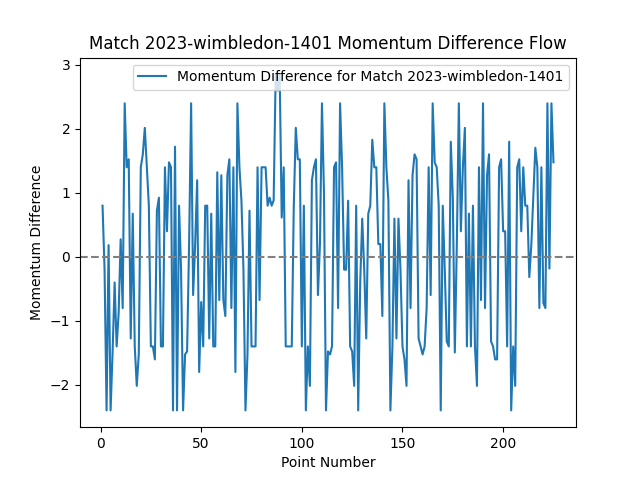 Match 2023-wimbledon-1401 Momentum Difference Flow
Momentum Difference for Match 2023-wimbledon-1401
Momentum Difference
3
2
1
0
−1
−2
0
50
100
150
200
Point Number